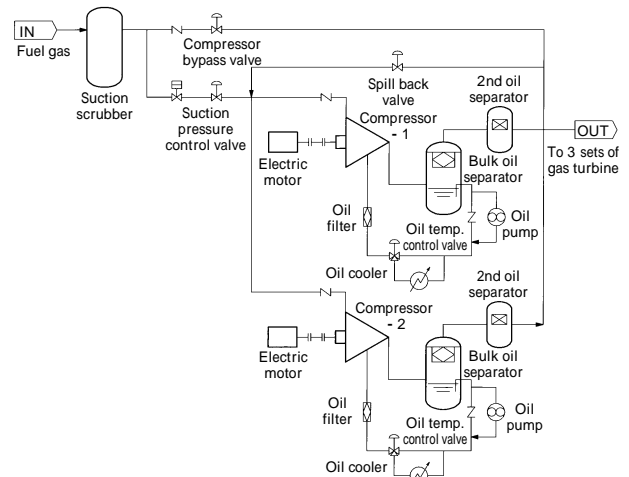 IN
Fuel gas
Suction
scrubber
Compressor
bypass valve
Suction
pressure
control valve
Spill back
valve
2nd oil
separator
OUT
To 3 sets of
gas turbine
Compressor
- 1
Electric
motor
Bulk oil
separator
Oil
filter
Oil temp.
control valve
Oil
pump
Oil cooler
2nd oil
separator
Compressor
- 2
Electric
motor
Bulk oil
separator
Oil
filter
Oil temp.
control valve
Oil
pump
Oil cooler